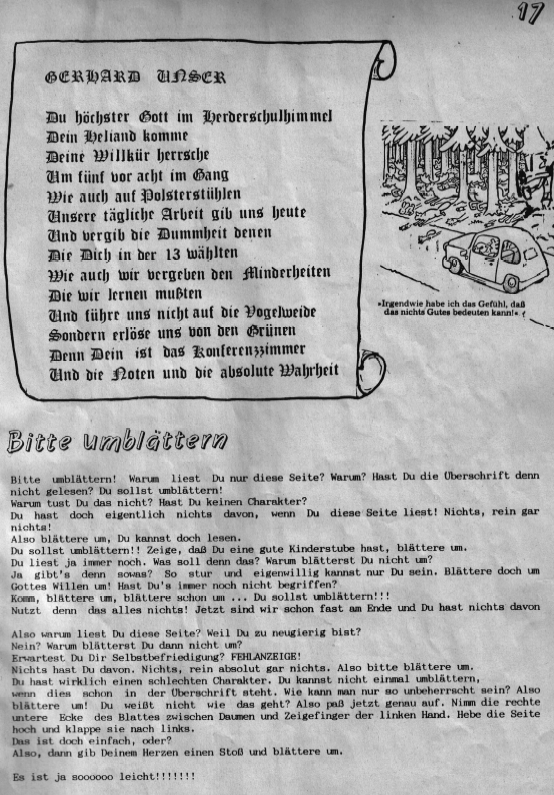 17
GERHARD UNSER
Du höchster Gott im Herderschulhimmel
Dein Heliand komme
Deine Willkür herrsche
Um fünf vor acht im Gang
Wie auch auf Polsterstühlen
Unsere tägliche Arbeit gib uns heute
Und vergib die Dummheit denen
Die Dich in der 13 wählten
Wie auch wir vergeben den Minderheiten
Die wir lernen mußten
Und führe uns nicht auf die Vogelweide
Sondern erlöse uns von den Grünen
Denn Dein ist das Konferenzzimmer
Und die Noten und die absolute Wahrheit
»Irgendwie habe ich das Gefühl, daß
das nichts Gutes bedeuten kann!«
Bitte umblättern
Bitte umblättern! Warum liest Du nur diese Seite? Warum? Hast Du die Überschrift denn
nicht gelesen? Du sollst umblättern!
Warum tust Du das nicht? Hast Du keinen Charakter?
Du hast doch eigentlich nichts davon, wenn Du diese Seite liest! Nichts, rein gar
nichts!
Also blättere um, Du kannst doch lesen.
Du sollst umblättern!! Zeige, daß Du eine gute Kinderstube hast, blättere um.
Du liest ja immer noch. Was soll denn das? Warum blätterst Du nicht um?
Ja gibt's denn sowas? So stur und eigenwillig kannst nur Du sein. Blättere doch um
Gottes Willen um! Hast Du's immer noch nicht begriffen?
Komm, blättere um, blättere schon um ... Du sollst umblättern!!!
Nutzt denn das alles nichts! Jetzt sind wir schon fast am Ende und Du hast nichts davon
Also warum liest Du diese Seite? Weil Du zu neugierig bist?
Nein? Warum blätterst Du dann nicht um?
Erwartest Du Dir Selbstbefriedigung? FEHLANZEIGE!
Nichts hast Du davon. Nichts, rein absolut gar nichts. Also bitte blättere um.
Du hast wirklich einen schlechten Charakter. Du kannst nicht einmal umblättern,
wenn dies schon in der Überschrift steht. Wie kann man nur so unbeherrscht sein? Also
blättere um! Du weißt nicht wie das geht? Also paß jetzt genau auf. Nimm die rechte
untere Ecke des Blattes zwischen Daumen und Zeigefinger der linken Hand. Hebe die Seite
hoch und klappe sie nach links.
Das ist doch einfach, oder?
Also, dann gib Deinem Herzen einen Stoß und blättere um.
Es ist ja soooooo leicht!!!!!!!